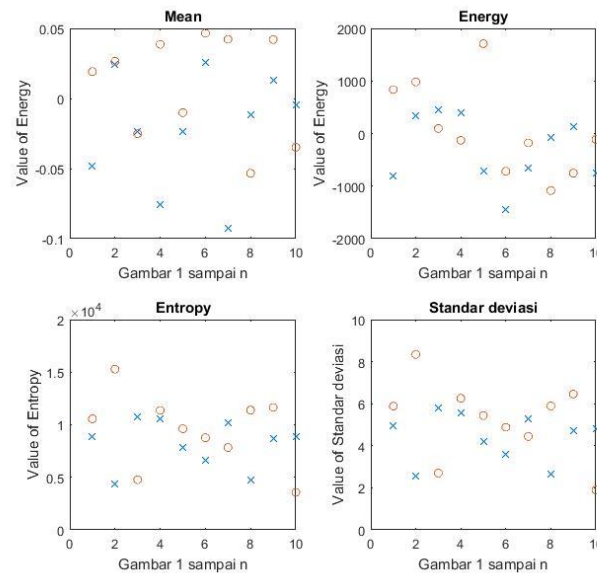 Mean
0.05
0
-0.05
-0.1
Value of Energy
0 2 4 6 8 10
Gambar 1 sampai n
Energy
2000
1000
0
-1000
-2000
Value of Energy
0 2 4 6 8 10
Gambar 1 sampai n
Entropy
×10⁴
2
1.5
1
0.5
0
Value of Entropy
0 2 4 6 8 10
Gambar 1 sampai n
Standar deviasi
10
8
6
4
2
0
Value of Standar deviasi
0 2 4 6 8 10
Gambar 1 sampai n